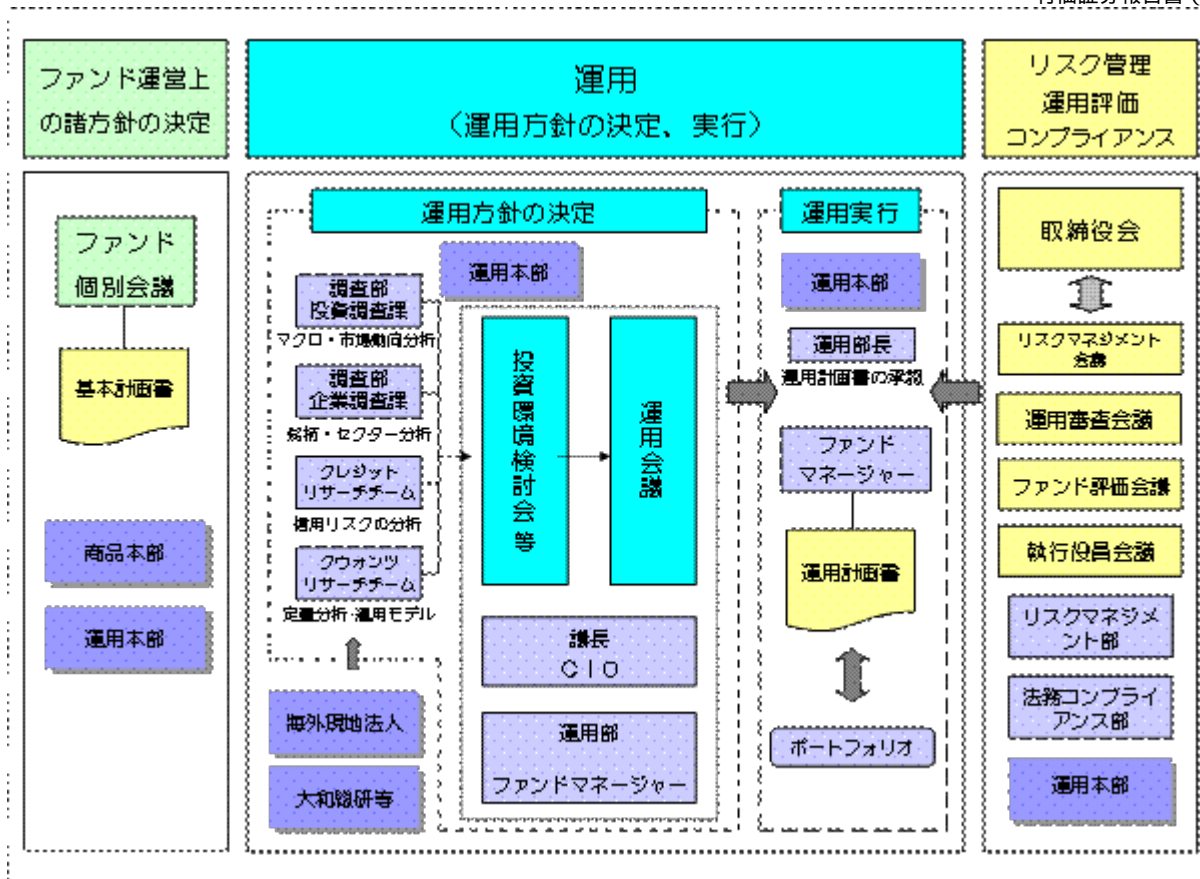 ファンド運営上
の諸方針の決定
運用
（運用方針の決定、実行）
リスク管理
運用評価
コンプライアンス
ファンド
個別会議
基本計画書
商品本部
運用本部
運用方針の決定
運用本部
調査部
投資調査課
マクロ・市場動向分析
調査部
企業調査課
銘柄・セクター分析
クレジット
リサーチチーム
信用リスクの分析
クウォンツ
リサーチチーム
定量分析・運用モデル
海外現地法人
大和総研等
投資環境検討会等
運用会議
議長
ＣＩＯ
運用部
ファンドマネージャー
運用実行
運用本部
運用部長
運用計画書の承認
ファンド
マネージャー
運用計画書
ポートフォリオ
取締役会
リスクマネジメント
会議
運用審査会議
ファンド評価会議
執行役員会議
リスクマネジメ
ント部
法務コンプライ
アンス部
運用本部